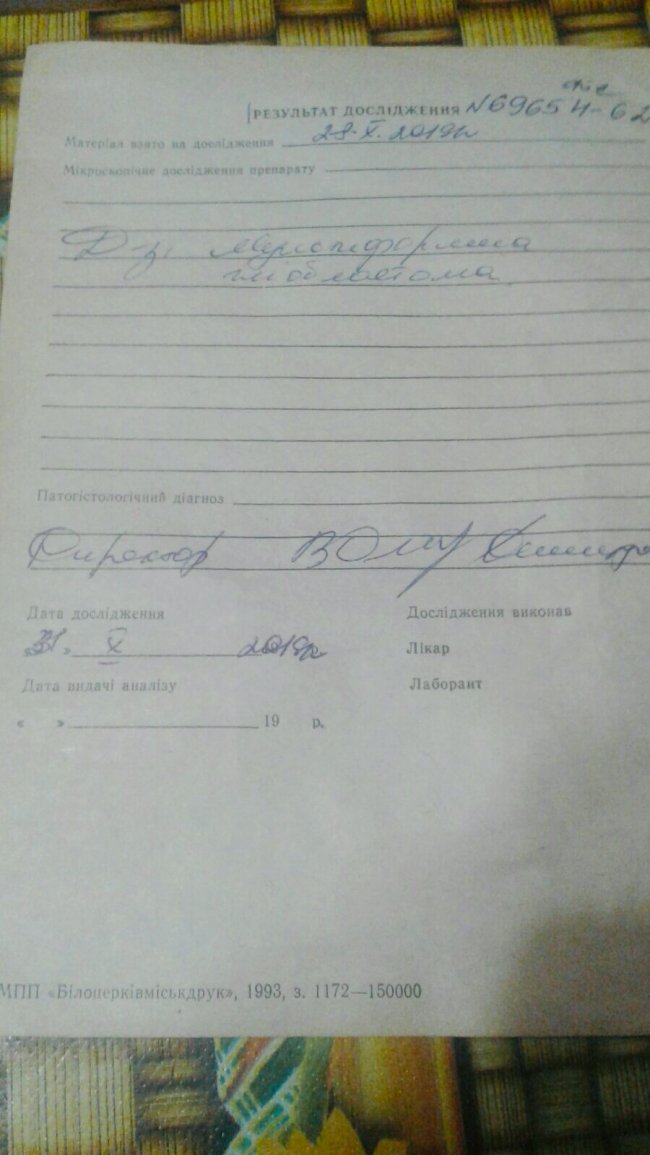 РЕЗУЛЬТАТ ДОСЛІДЖЕННЯ N69654-62
Матеріал взято на дослідження 28.X.2019р
Мікроскопічне дослідження препарату
Д-з: мультиформна
гліобластома
Патогістологічний діагноз
Директор
Дата дослідження
Дослідження виконав
«31» X 2019р
Лікар
Дата видачі аналізу
Лаборант
« » 19 р.
МПП «Білоцерківміськдрук», 1993, з. 1172—150000